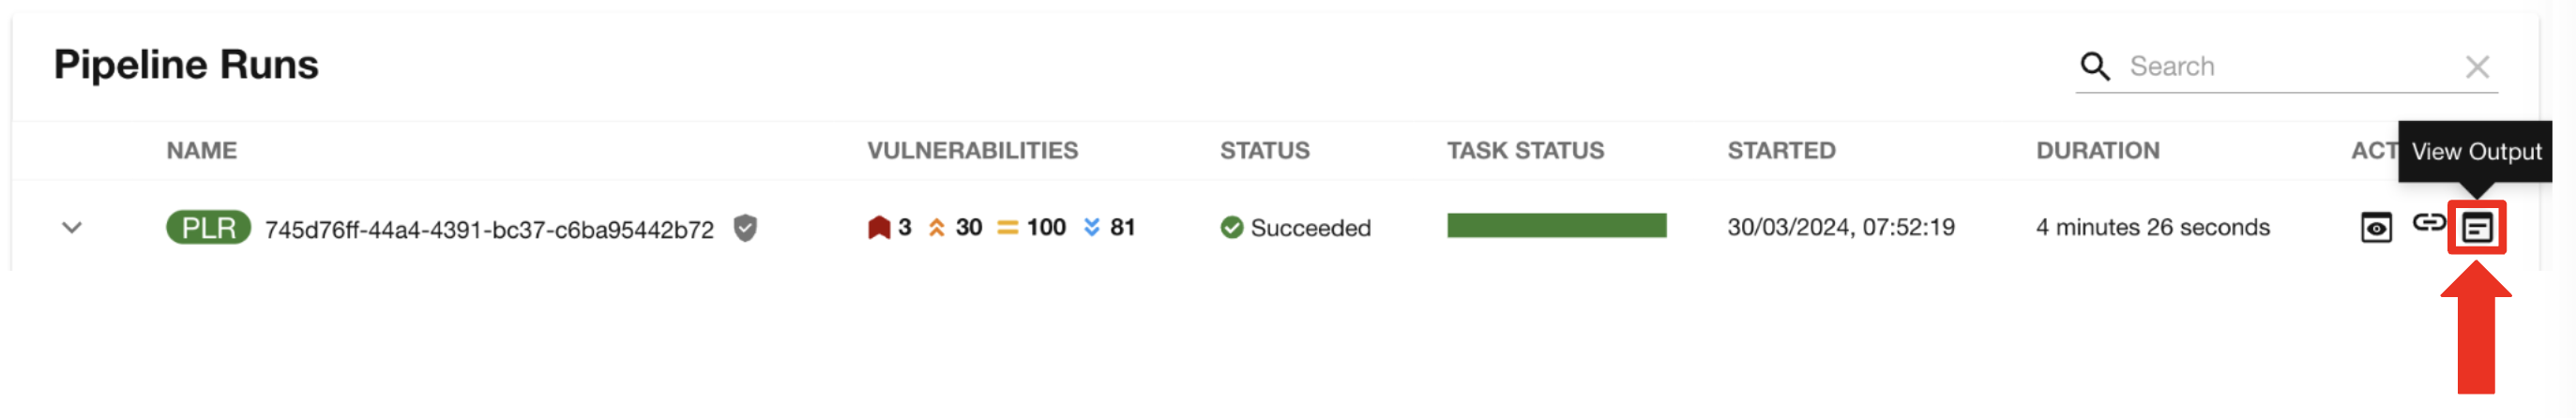 Pipeline Runs
Search
NAME VULNERABILITIES STATUS TASK STATUS STARTED DURATION ACT
View Output
PLR 745d76ff-44a4-4391-bc37-c6ba95442b72 3 30 100 81 Succeeded 30/03/2024, 07:52:19 4 minutes 26 seconds